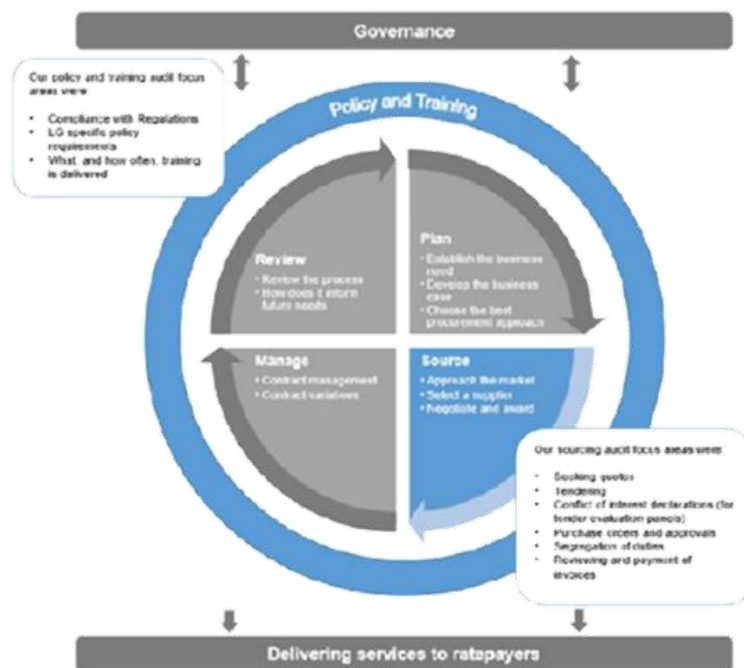 Governance
Our policy and training audit focus
areas were
• Compliance with Regulations
• LG specific policy
requirements
• What, and how often, training
is delivered
Policy and Training
Review
• Review the process
• How does it inform
future needs
Plan
• Establish the business
need
• Develop the business
case
• Choose the best
procurement approach
Manage
• Contract management
• Contract variations
Source
• Approach the market
• Select a supplier
• Negotiate and award
Our sourcing audit focus areas were
• Seeking quotes
• Tendering
• Conflict of interest declarations (for
tender evaluation panels)
• Purchase orders and approvals
• Segregation of duties
• Reviewing and payment of
invoices
Delivering services to ratepayers